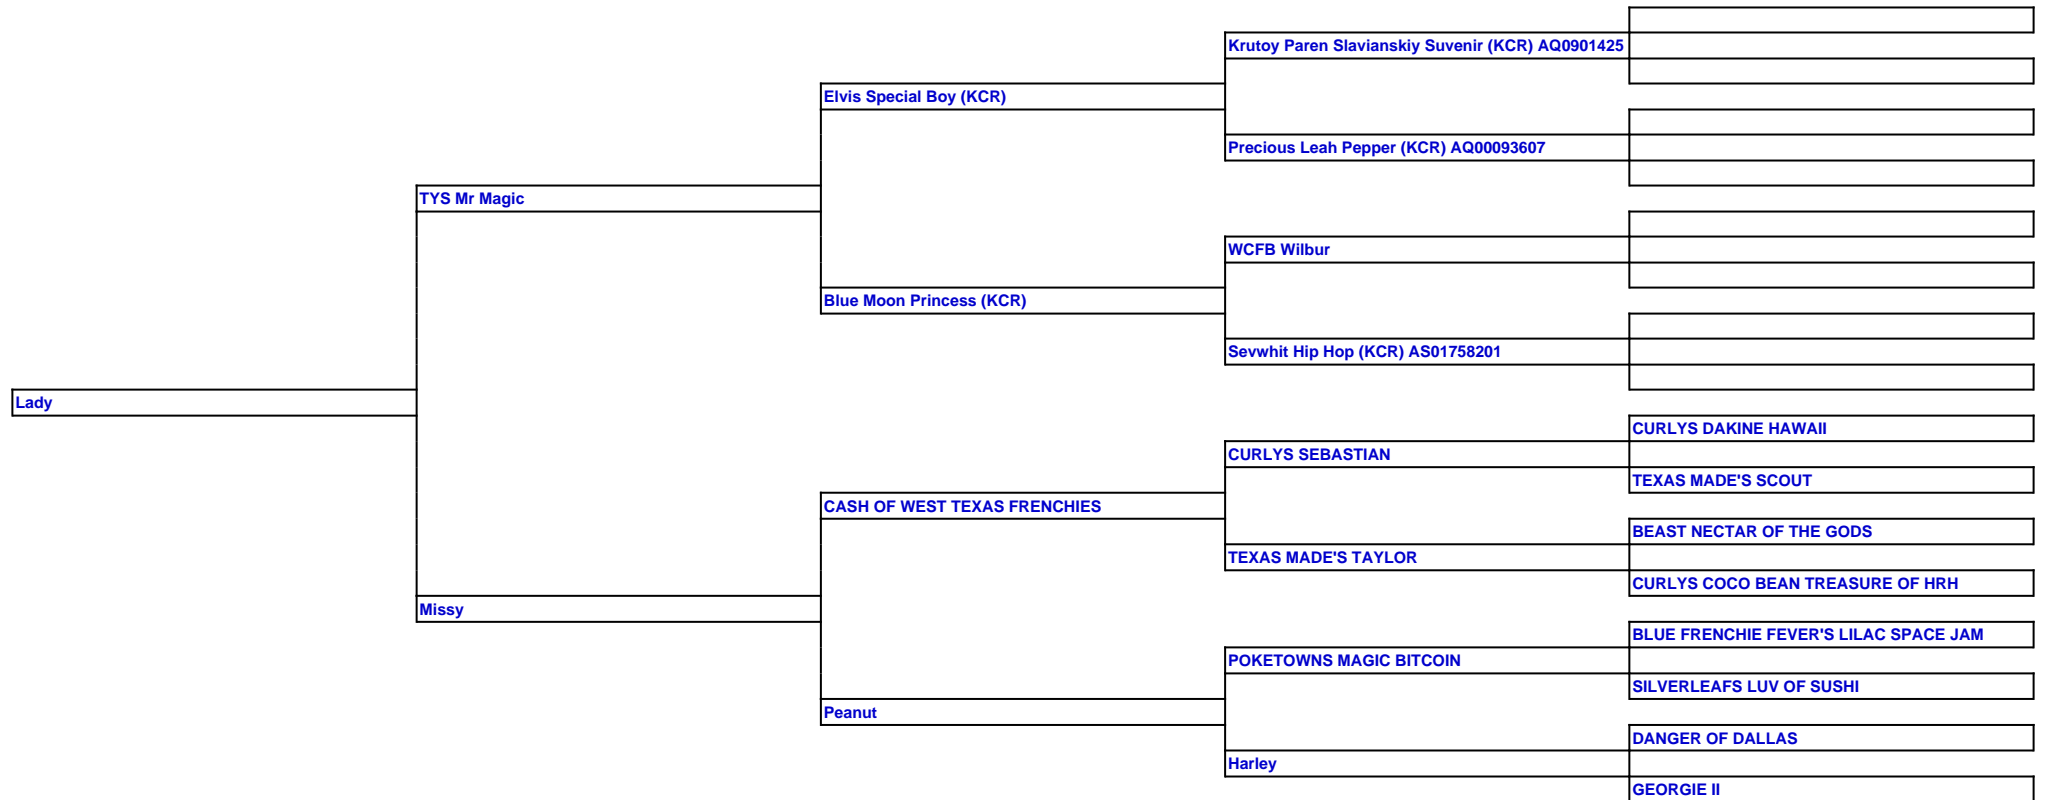 Krutoy Paren Slavianskiy Suvenir (KCR) AQ0901425
Elvis Special Boy (KCR)
Precious Leah Pepper (KCR) AQ00093607
TYS Mr Magic
WCFB Wilbur
Blue Moon Princess (KCR)
Sevwhit Hip Hop (KCR) AS01758201
Lady
CURLYS DAKINE HAWAII
CURLYS SEBASTIAN
TEXAS MADE'S SCOUT
CASH OF WEST TEXAS FRENCHIES
BEAST NECTAR OF THE GODS
TEXAS MADE'S TAYLOR
CURLYS COCO BEAN TREASURE OF HRH
Missy
BLUE FRENCHIE FEVER'S LILAC SPACE JAM
POKETOWNS MAGIC BITCOIN
SILVERLEAFS LUV OF SUSHI
Peanut
DANGER OF DALLAS
Harley
GEORGIE II